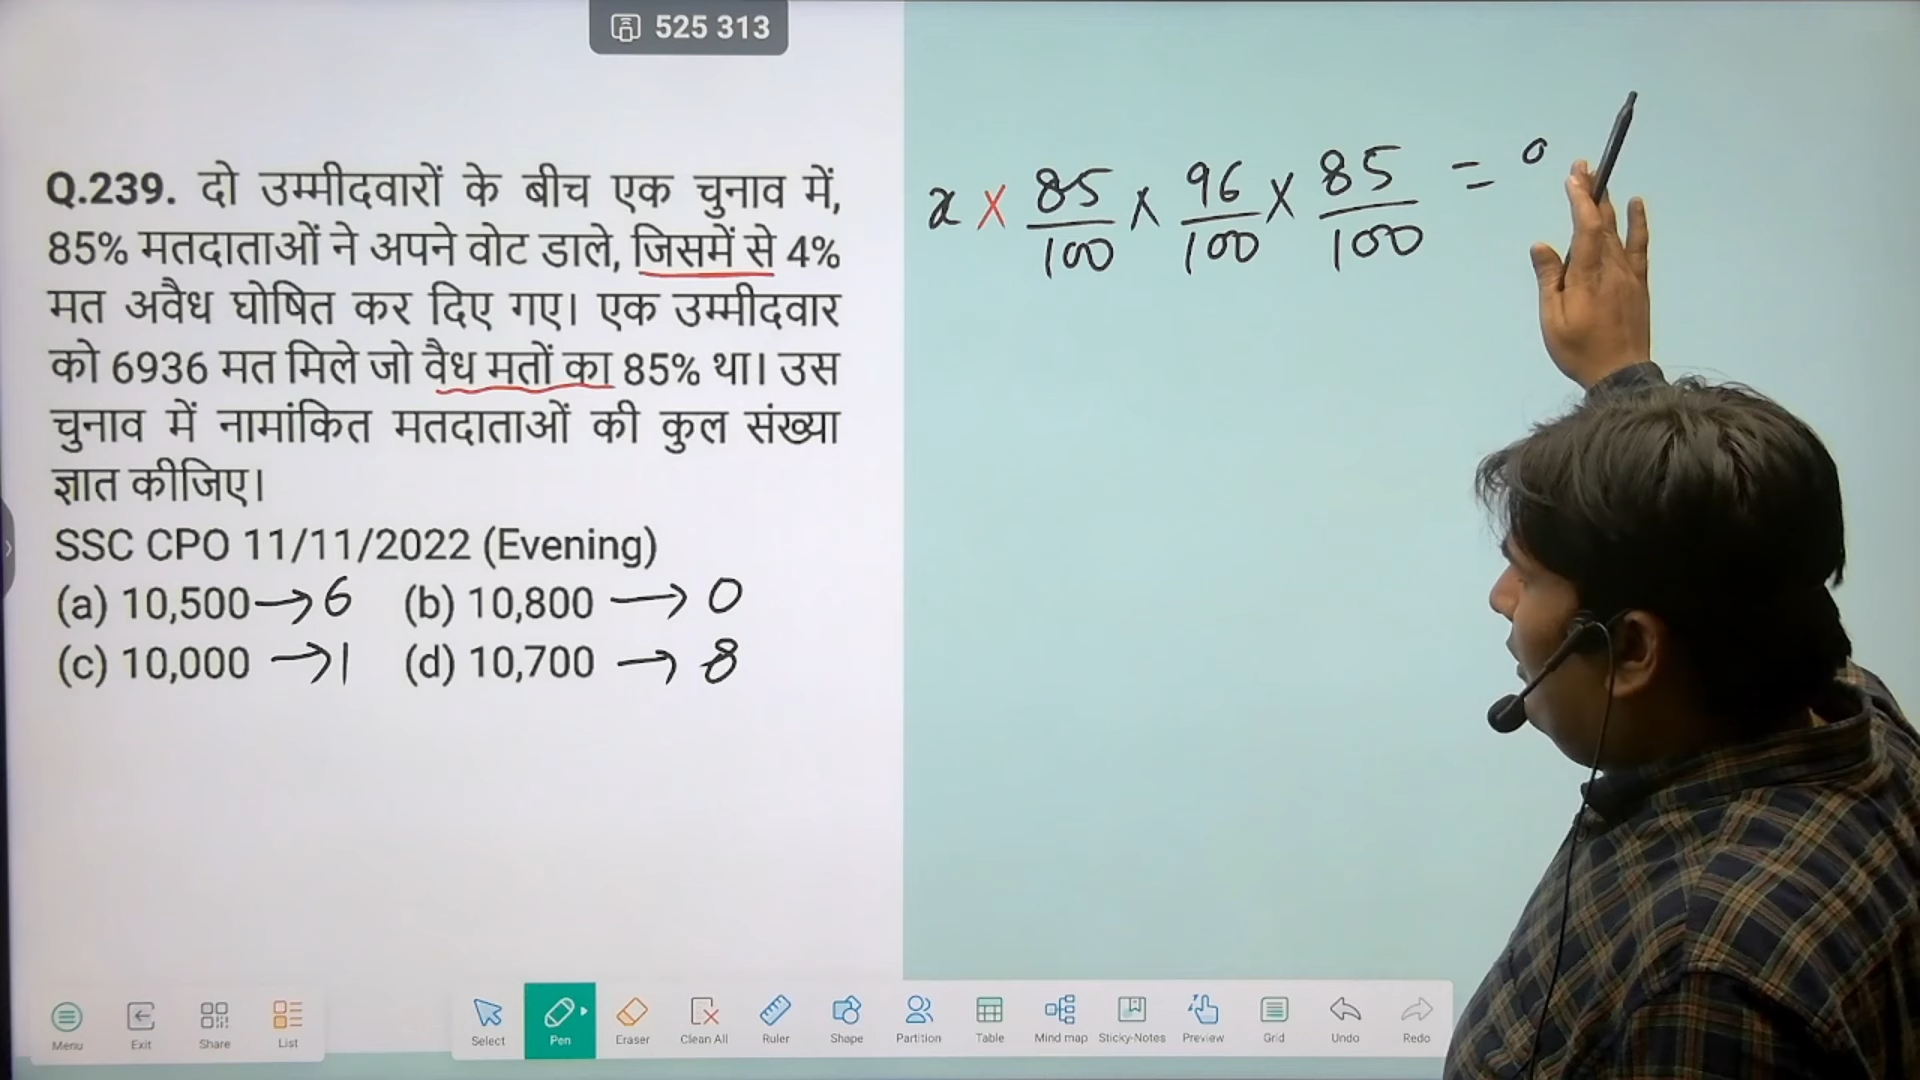 525 313
Q.239. दो उम्मीदवारों के बीच एक चुनाव में,
85% मतदाताओं ने अपने वोट डाले, जिसमें से 4%
मत अवैध घोषित कर दिए गए। एक उम्मीदवार
को 6936 मत मिले जो वैध मतों का 85% था। उस
चुनाव में नामांकित मतदाताओं की कुल संख्या
ज्ञात कीजिए।
SSC CPO 11/11/2022 (Evening)
(a) 10,500→6 (b) 10,800 → 0
(c) 10,000 →1 (d) 10,700 → 8
x × 85/100 × 96/100 × 85/100 = 0
Menu Exit Share List Select Pen Eraser Clean All Ruler Shape Partition Table Mind map Sticky-Notes Preview Grid Undo Redo